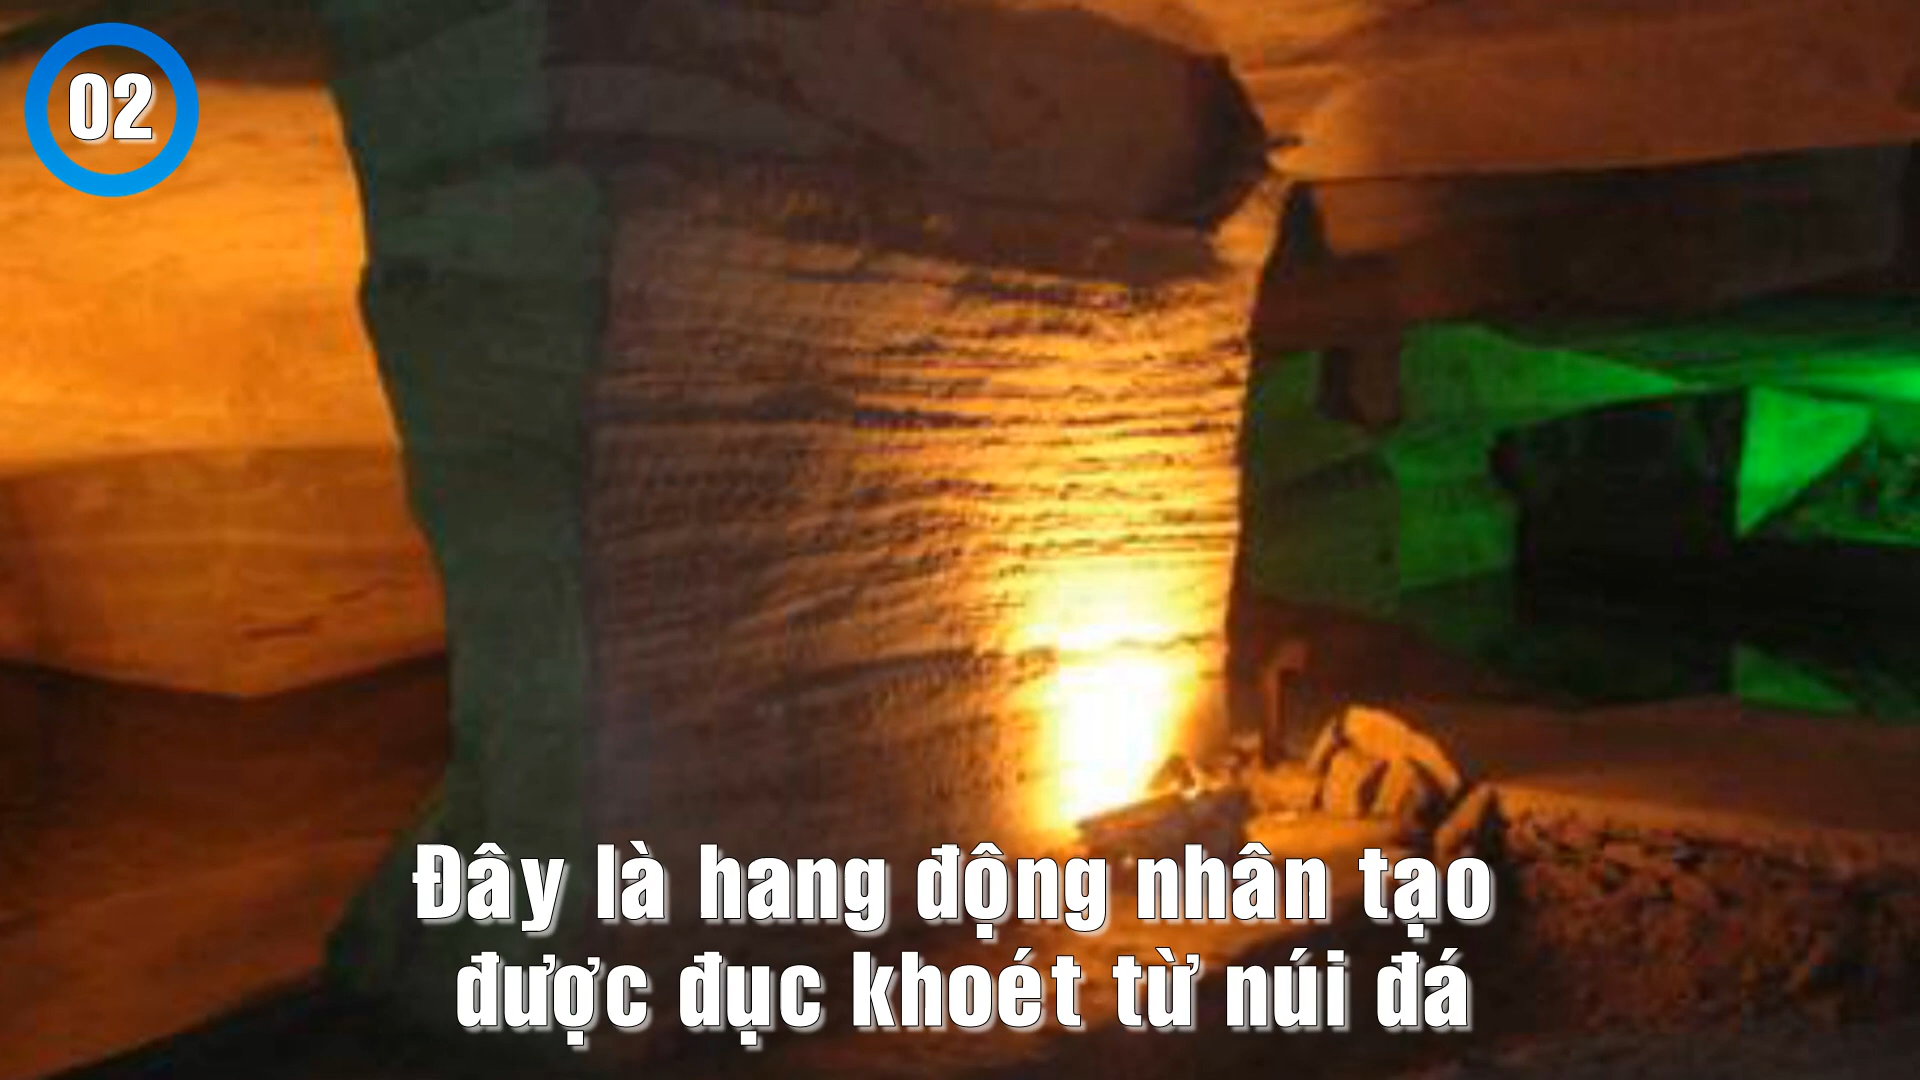 02
Đây là hang động nhân tạo
được đục khoét từ núi đá